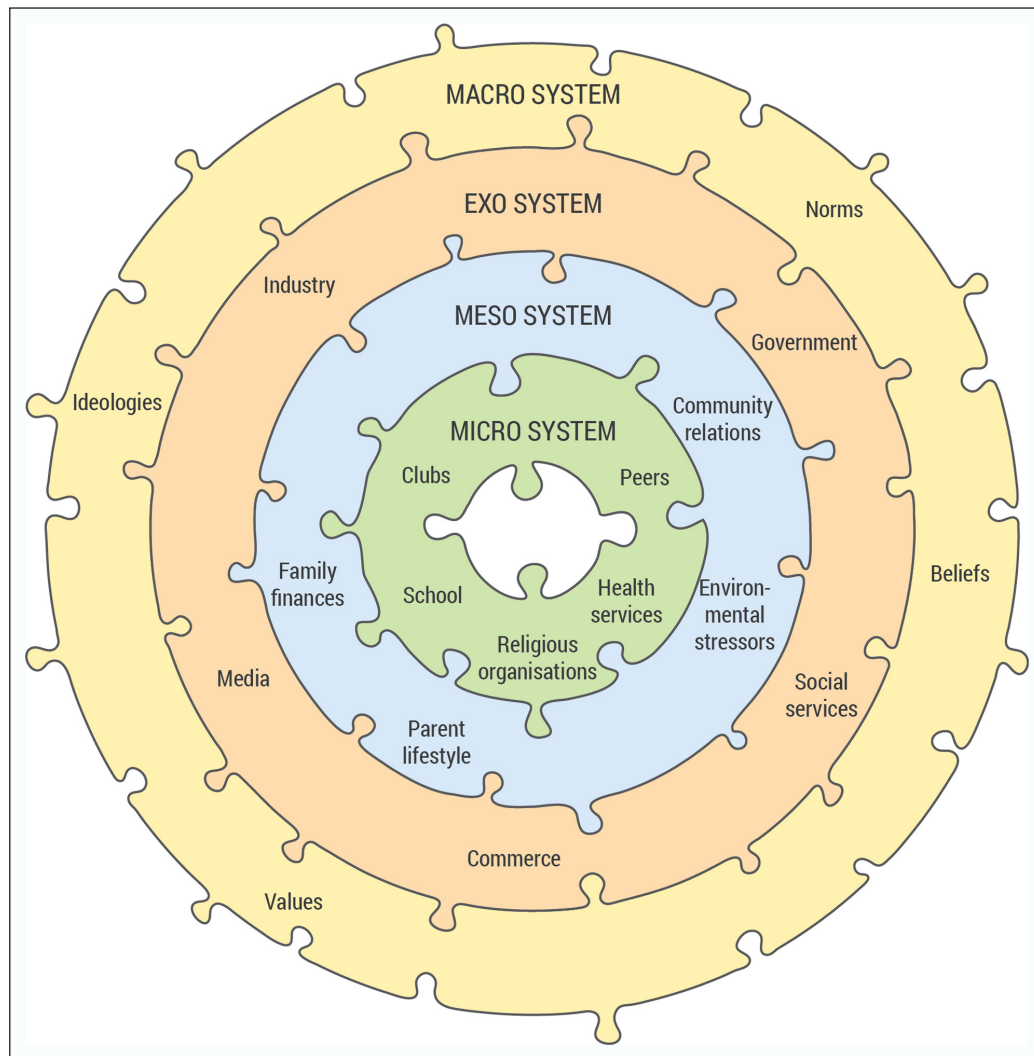 MACRO SYSTEM
Norms
Ideologies
Beliefs
Values
EXO SYSTEM
Industry
Government
Media
Social
services
Commerce
MESO SYSTEM
Community
relations
Family
finances
Environ-
mental
stressors
Parent
lifestyle
MICRO SYSTEM
Clubs
Peers
School
Health
services
Religious
organisations